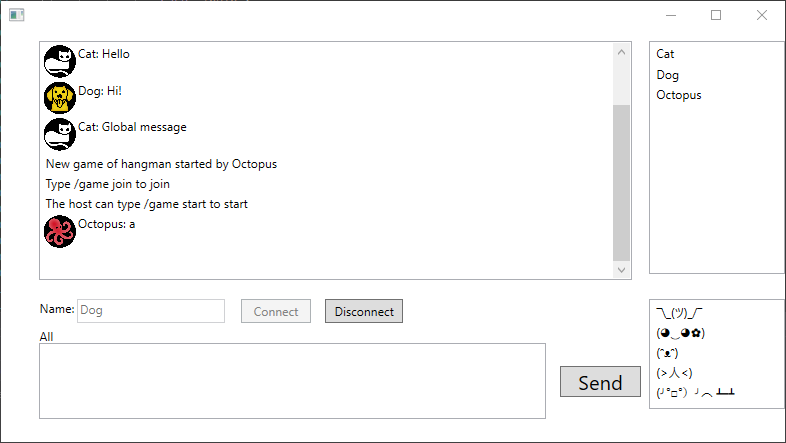 Cat: Hello
Dog: Hi!
Cat: Global message
New game of hangman started by Octopus
Type /game join to join
The host can type /game start to start
Octopus: a
Cat
Dog
Octopus
Name: Dog Connect Disconnect
All
Send
¯\_(ツ)_/¯
(◕‿◕✿)
(ᵔᴥᵔ)
(>人<)
(╯°□°）╯︵ ┻━┻